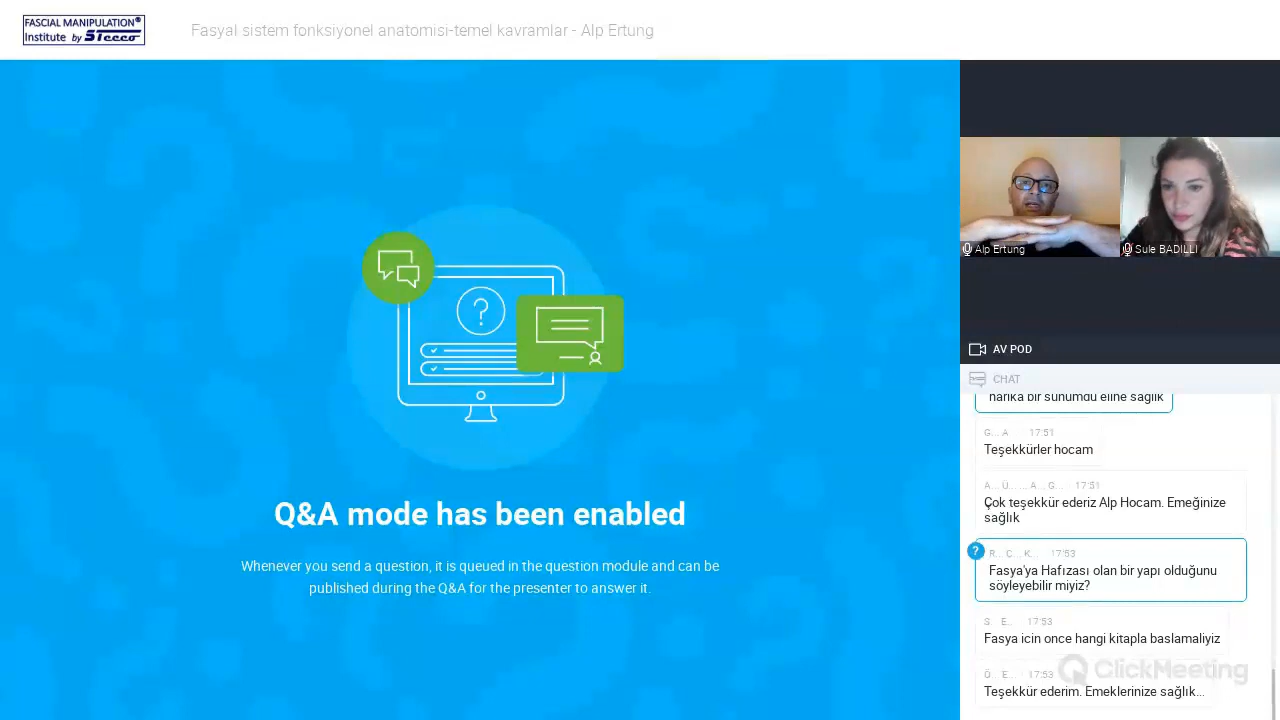 FASCIAL MANIPULATION®
Institute by Stecco
Fasyal sistem fonksiyonel anatomisi-temel kavramlar - Alp Ertung
?
Q&A mode has been enabled
Whenever you send a question, it is queued in the question module and can be
published during the Q&A for the presenter to answer it.
Alp Ertung
Sule BADILLI
AV POD
CHAT
harika bir sunumdu eline saglik
G... A 17:51
Teşekkürler hocam
A... Ü... ... A... G... 17:51
Çok teşekkür ederiz Alp Hocam. Emeğinize
sağlık
?
R... Ç... K... 17:53
Fasya'ya Hafızası olan bir yapı olduğunu
söyleyebilir miyiz?
S. E... 17:53
Fasya icin once hangi kitapla baslamaliyiz
ClickMeeting
Ö... E... 17:53
Teşekkür ederim. Emeklerinize sağlık...